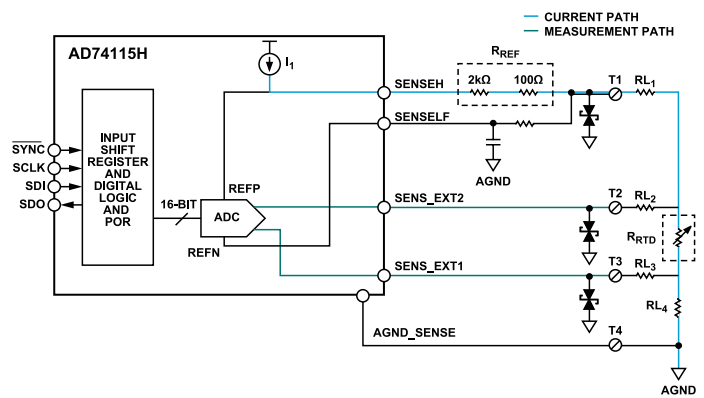 CURRENT PATH
MEASUREMENT PATH
AD74115H
I1
RREF
2kΩ
100Ω
SENSEH
T1
RL1
SENSELF
AGND
SYNC
SCLK
SDI
SDO
INPUT
SHIFT
REGISTER
AND
DIGITAL
LOGIC
AND
POR
16-BIT
REFP
ADC
REFN
SENS_EXT2
T2
RL2
RRTD
SENS_EXT1
T3
RL3
RL4
AGND_SENSE
T4
AGND